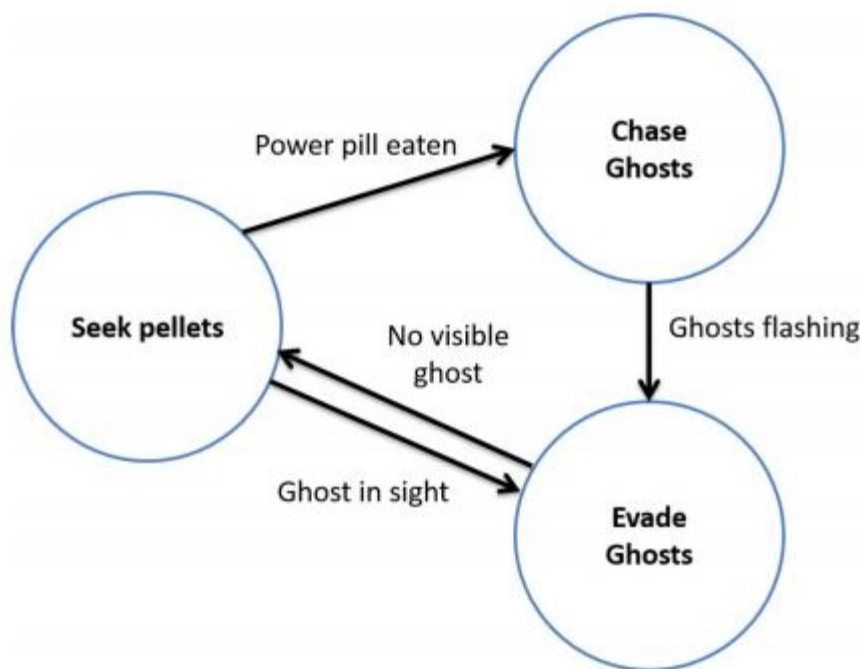 Chase
Ghosts
Power pill eaten
Seek pellets
Ghosts flashing
No visible
ghost
Ghost in sight
Evade
Ghosts